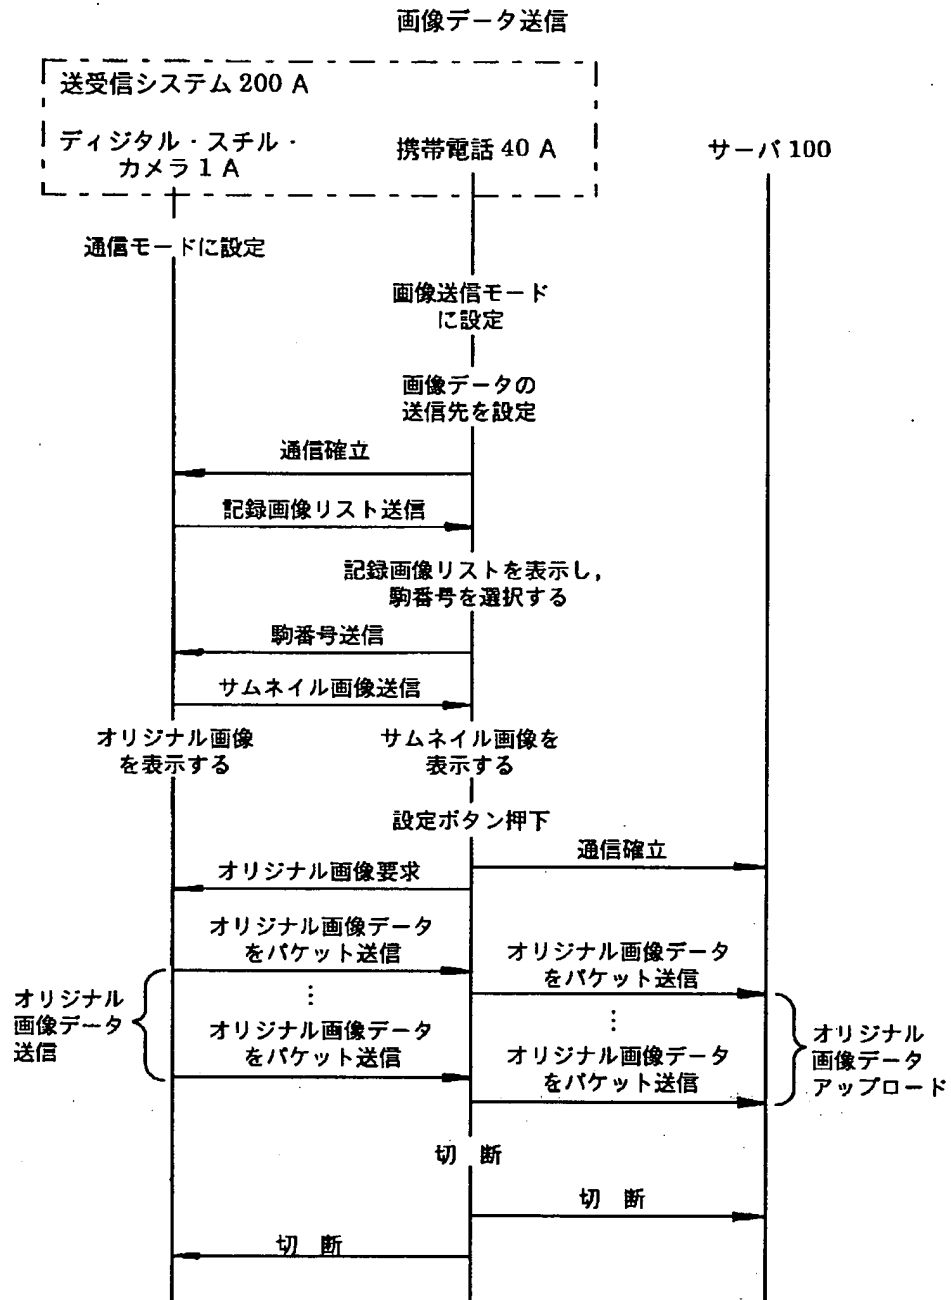 画像データ送信
送受信システム 200 A
ディジタル・スチル・
カメラ 1 A
携帯電話 40 A
サーバ 100
通信モードに設定
画像送信モード
に設定
画像データの
送信先を設定
通信確立
記録画像リスト送信
記録画像リストを表示し,
駒番号を選択する
駒番号送信
サムネイル画像送信
オリジナル画像
を表示する
サムネイル画像を
表示する
設定ボタン押下
通信確立
オリジナル画像要求
オリジナル画像データ
をパケット送信
オリジナル画像データ
をパケット送信
⋮
⋮
オリジナル
画像データ
送信
オリジナル画像データ
をパケット送信
オリジナル画像データ
をパケット送信
オリジナル
画像データ
アップロード
切 断
切 断
切 断